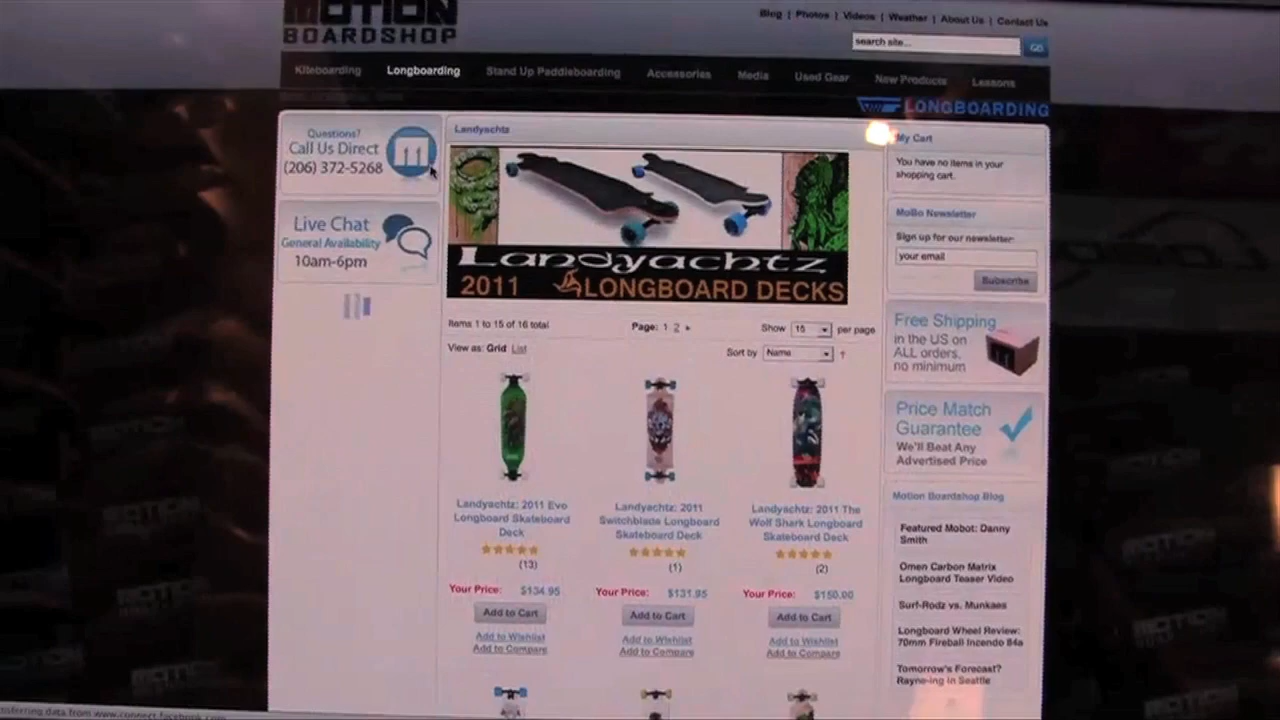 MOTION
BOARDSHOP
Blog | Photos | Videos | Weather | About Us | Contact Us
search site...
GO
Kiteboarding
Longboarding
Stand Up Paddleboarding
Accessories
Media
Used Gear
New Products
Lessons
LONGBOARDING
Questions?
Call Us Direct
(206) 372-5268
Live Chat
General Availability
10am-6pm
Landyachtz
Landyachtz
2011 LONGBOARD DECKS
Items 1 to 15 of 16 total
Page: 1 2
Show 15 per page
View as: Grid List
Sort by Name
Landyachtz: 2011 Evo
Longboard Skateboard
Deck
(13)
Your Price: $134.95
Add to Cart
Add to Wishlist
Add to Compare
Landyachtz: 2011
Switchblade Longboard
Skateboard Deck
(1)
Your Price: $131.95
Add to Cart
Add to Wishlist
Add to Compare
Landyachtz: 2011 The
Wolf Shark Longboard
Skateboard Deck
(2)
Your Price: $150.00
Add to Cart
Add to Wishlist
Add to Compare
My Cart
You have no items in your
shopping cart.
MoBo Newsletter
Sign up for our newsletter:
your email
Subscribe
Free Shipping
in the US on
ALL orders,
no minimum
Price Match
Guarantee
We'll Beat Any
Advertised Price
Motion Boardshop Blog
Featured Mobot: Danny
Smith
Omen Carbon Matrix
Longboard Teaser Video
Surf-Rodz vs. Munkaes
Longboard Wheel Review:
70mm Fireball Incendo 84a
Tomorrow's Forecast?
Rayne-ing in Seattle
data from www.connect.facebook.com